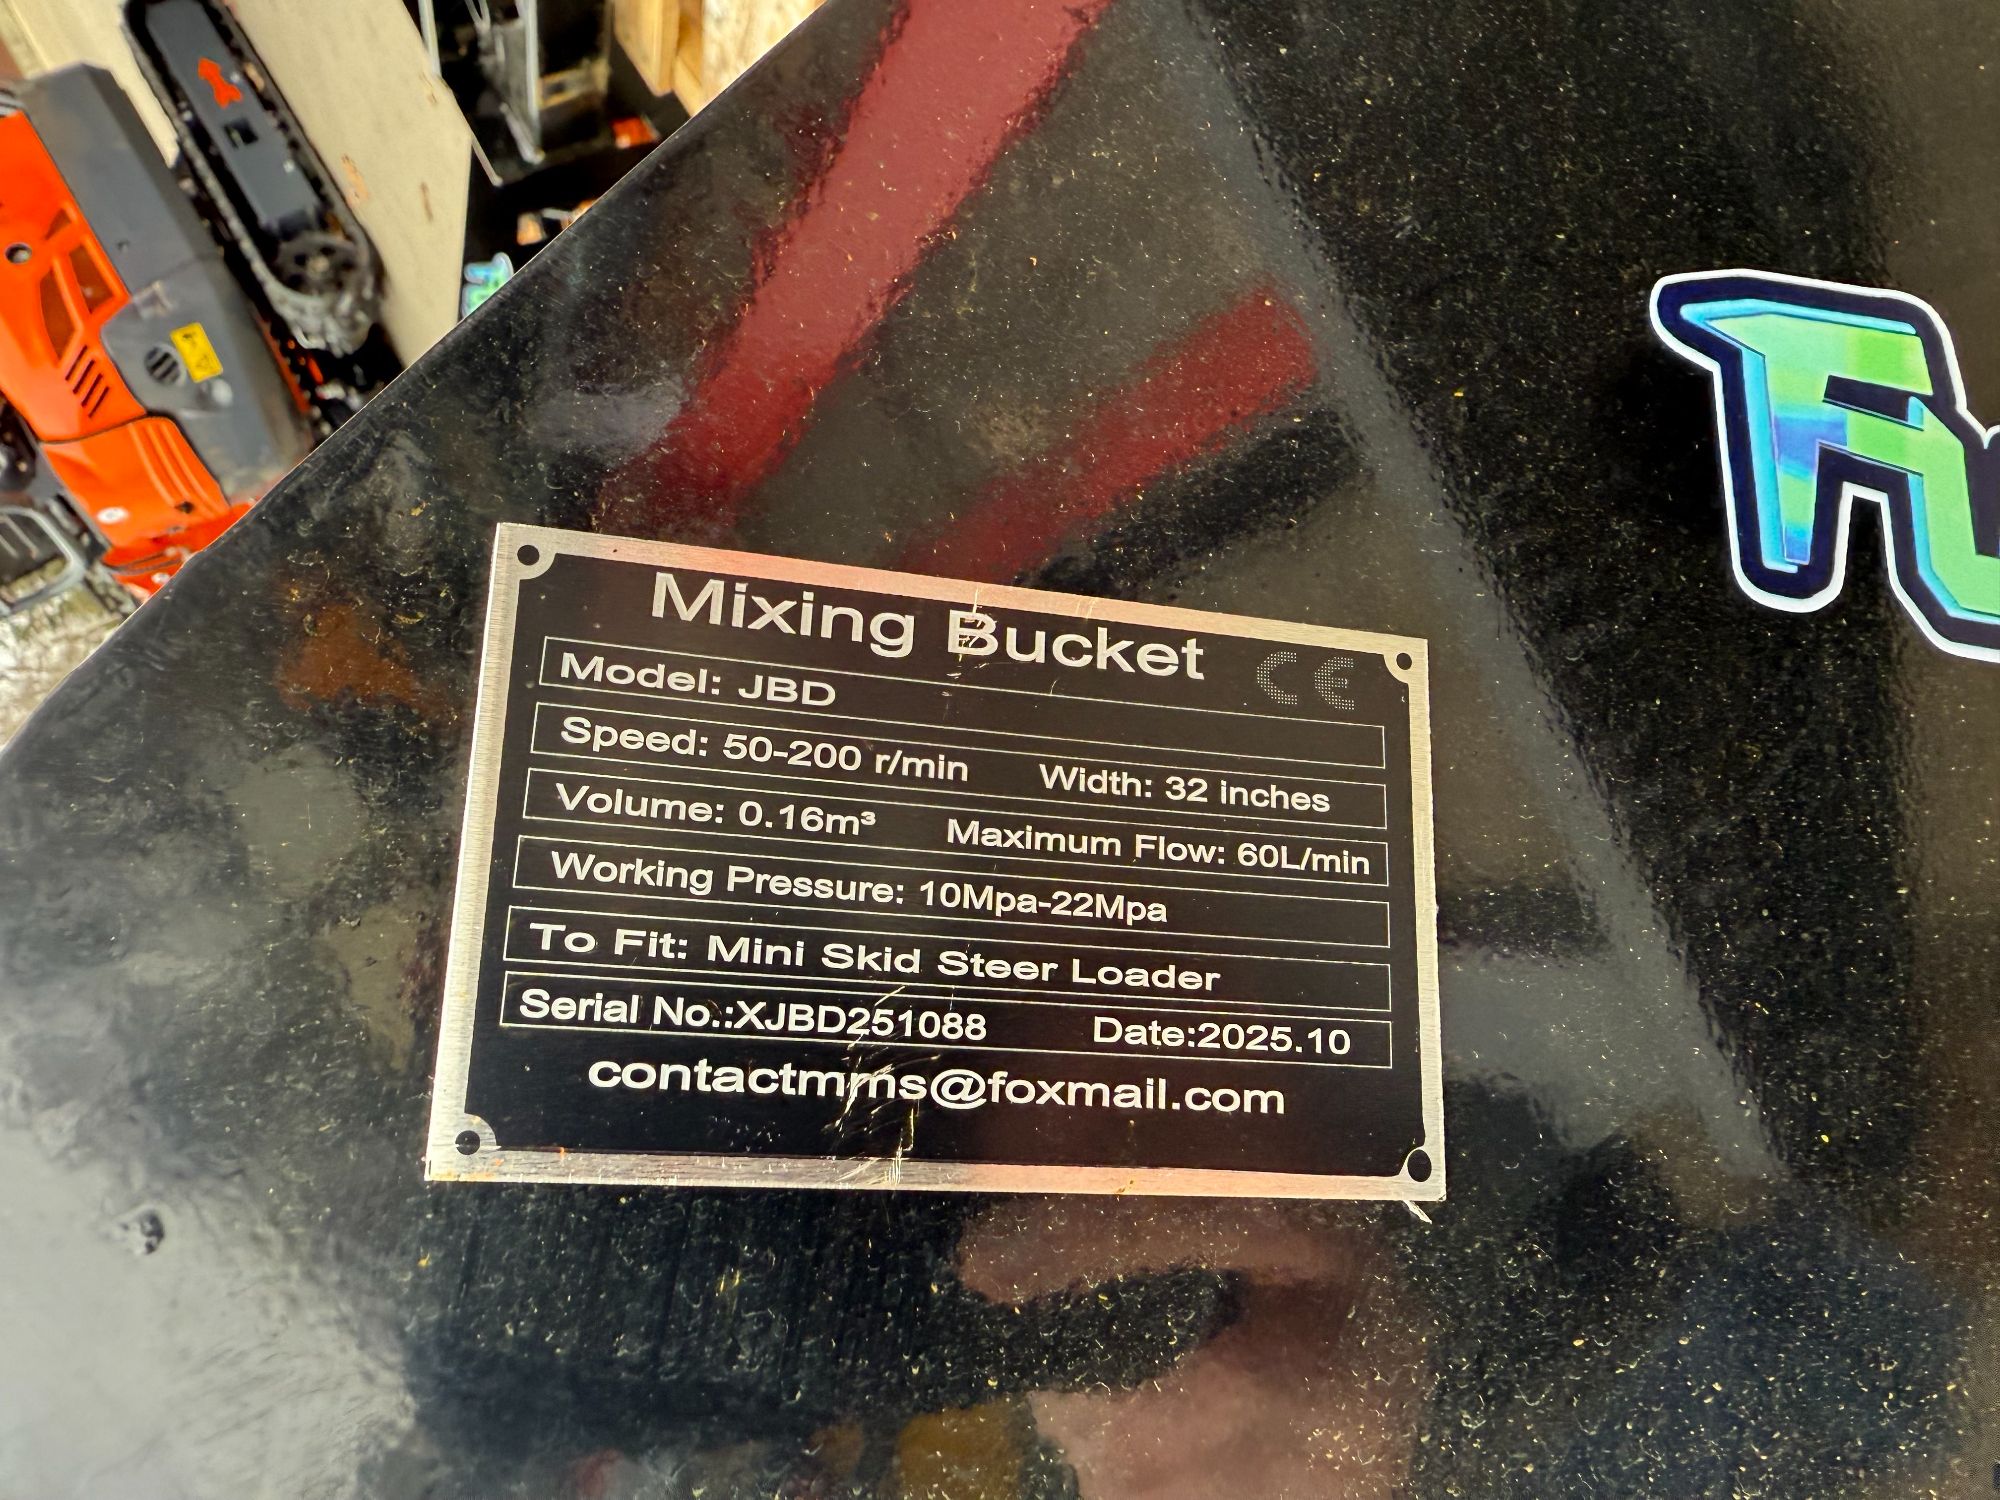 Mixing Bucket
CE
Model: JBD
Speed: 50-200 r/min Width: 32 inches
Volume: 0.16m³ Maximum Flow: 60L/min
Working Pressure: 10Mpa-22Mpa
To Fit: Mini Skid Steer Loader
Serial No.:XJBD251088 Date:2025.10
contactmms@foxmail.com